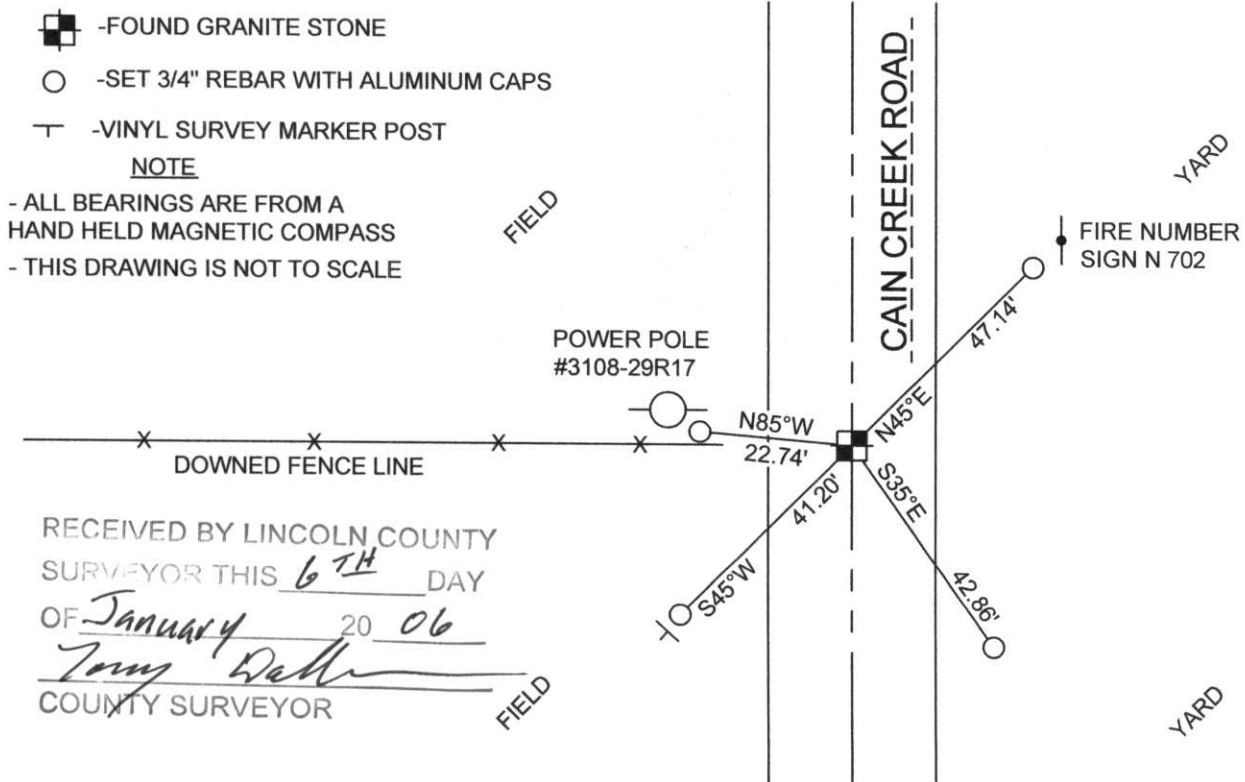 -FOUND GRANITE STONE
-SET 3/4" REBAR WITH ALUMINUM CAPS
-VINYL SURVEY MARKER POST
NOTE
- ALL BEARINGS ARE FROM A
HAND HELD MAGNETIC COMPASS
- THIS DRAWING IS NOT TO SCALE
FIELD
CAIN CREEK ROAD
YARD
FIRE NUMBER
SIGN N 702
POWER POLE
#3108-29R17
N85°W
22.74'
N45°E
47.14'
DOWNED FENCE LINE
S45°W
41.20'
S35°E
42.86'
RECEIVED BY LINCOLN COUNTY
SURVEYOR THIS 6TH DAY
OF January 20 06
COUNTY SURVEYOR
FIELD
YARD